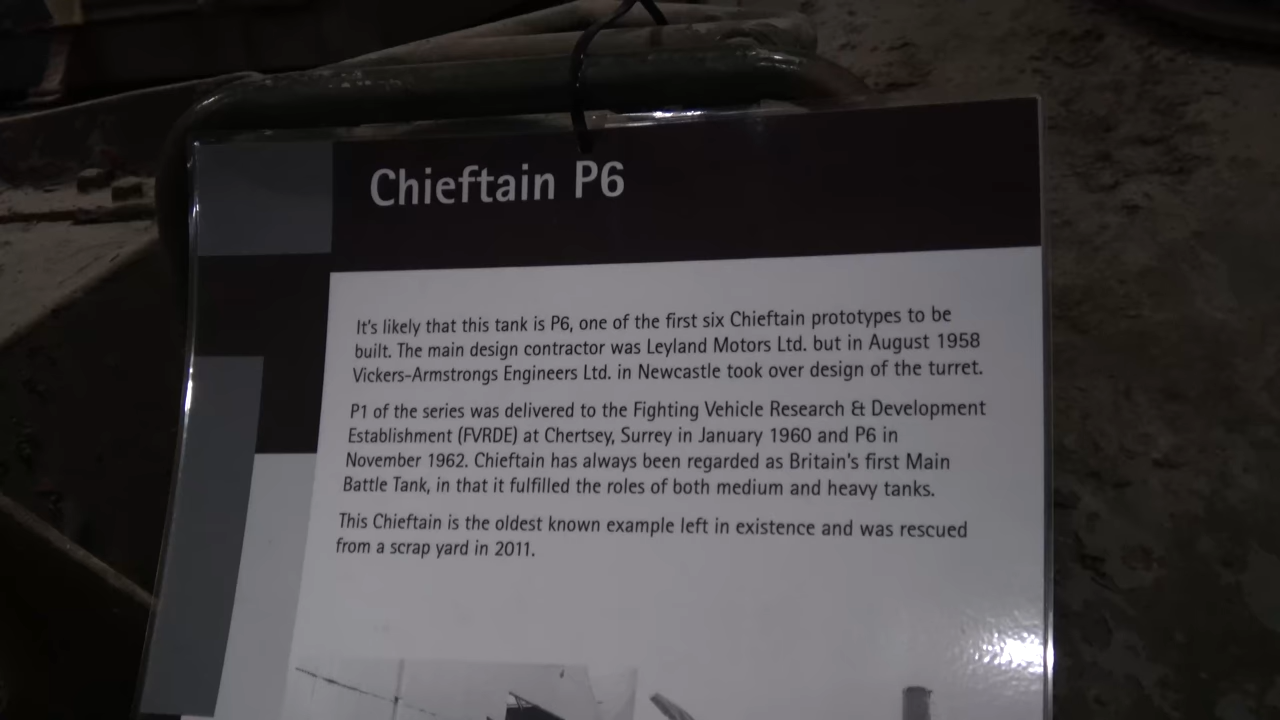 Chieftain P6
It's likely that this tank is P6, one of the first six Chieftain prototypes to be
built. The main design contractor was Leyland Motors Ltd. but in August 1958
Vickers-Armstrongs Engineers Ltd. in Newcastle took over design of the turret.
P1 of the series was delivered to the Fighting Vehicle Research & Development
Establishment (FVRDE) at Chertsey, Surrey in January 1960 and P6 in
November 1962. Chieftain has always been regarded as Britain's first Main
Battle Tank, in that it fulfilled the roles of both medium and heavy tanks.
This Chieftain is the oldest known example left in existence and was rescued
from a scrap yard in 2011.